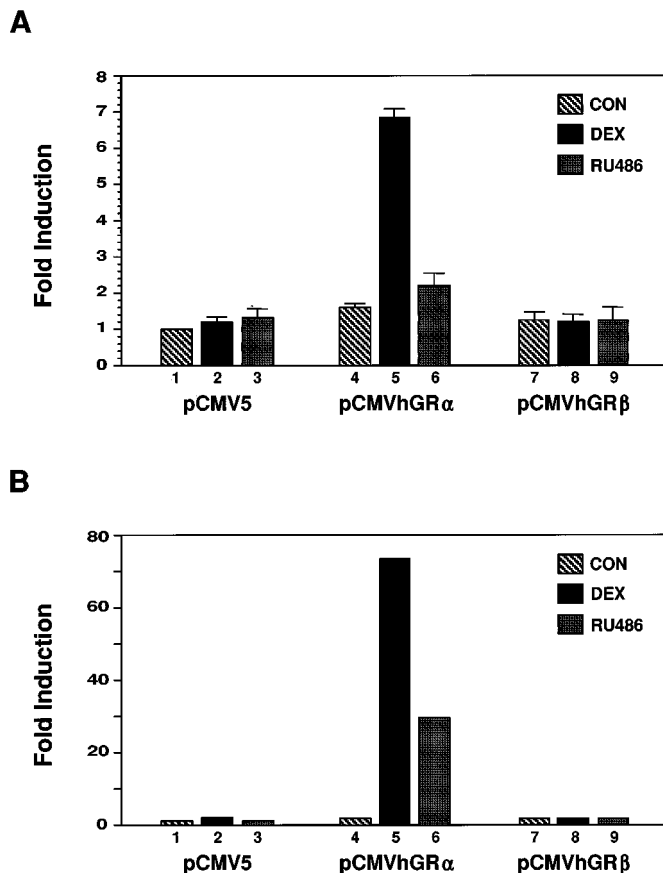 A
Fold Induction
8
7
6
5
4
3
2
1
0
CON
DEX
RU486
1 2 3 4 5 6 7 8 9
pCMV5 pCMVhGRα pCMVhGRβ
B
Fold Induction
80
60
40
20
0
CON
DEX
RU486
1 2 3 4 5 6 7 8 9
pCMV5 pCMVhGRα pCMVhGRβ